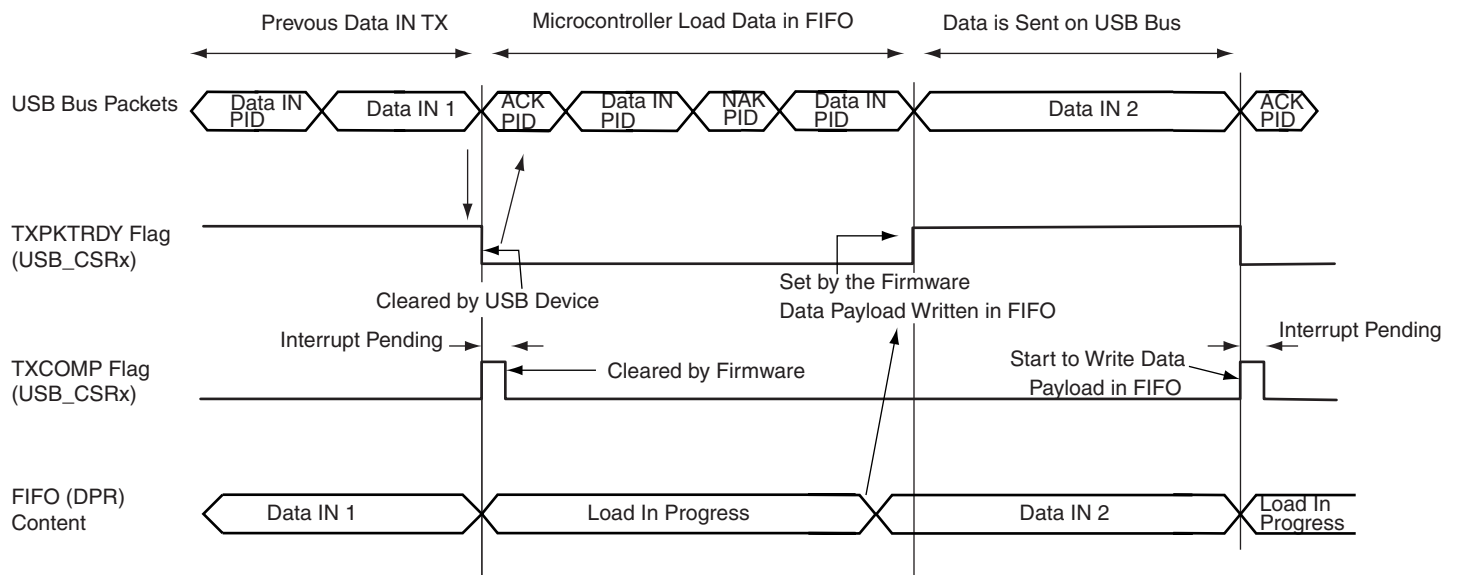 Prevous Data IN TX
Microcontroller Load Data in FIFO
Data is Sent on USB Bus
USB Bus Packets
Data IN
PID
Data IN 1
ACK
PID
Data IN
PID
NAK
PID
Data IN
PID
Data IN 2
ACK
PID
TXPKTRDY Flag
(USB_CSRx)
Cleared by USB Device
Set by the Firmware
Data Payload Written in FIFO
Interrupt Pending
Interrupt Pending
TXCOMP Flag
(USB_CSRx)
Cleared by Firmware
Start to Write Data
Payload in FIFO
FIFO (DPR)
Content
Data IN 1
Load In Progress
Data IN 2
Load In
Progress